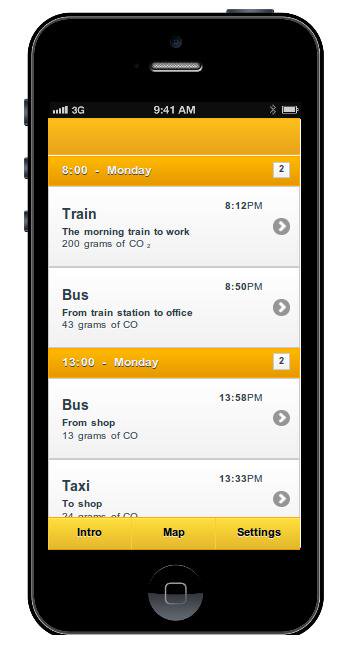 3G 9:41 AM
8:00 - Monday 2
8:12PM
Train
The morning train to work
200 grams of CO ₂
8:50PM
Bus
From train station to office
43 grams of CO
13:00 - Monday 2
13:58PM
Bus
From shop
13 grams of CO
13:33PM
Taxi
To shop
24 grams of CO
Intro Map Settings